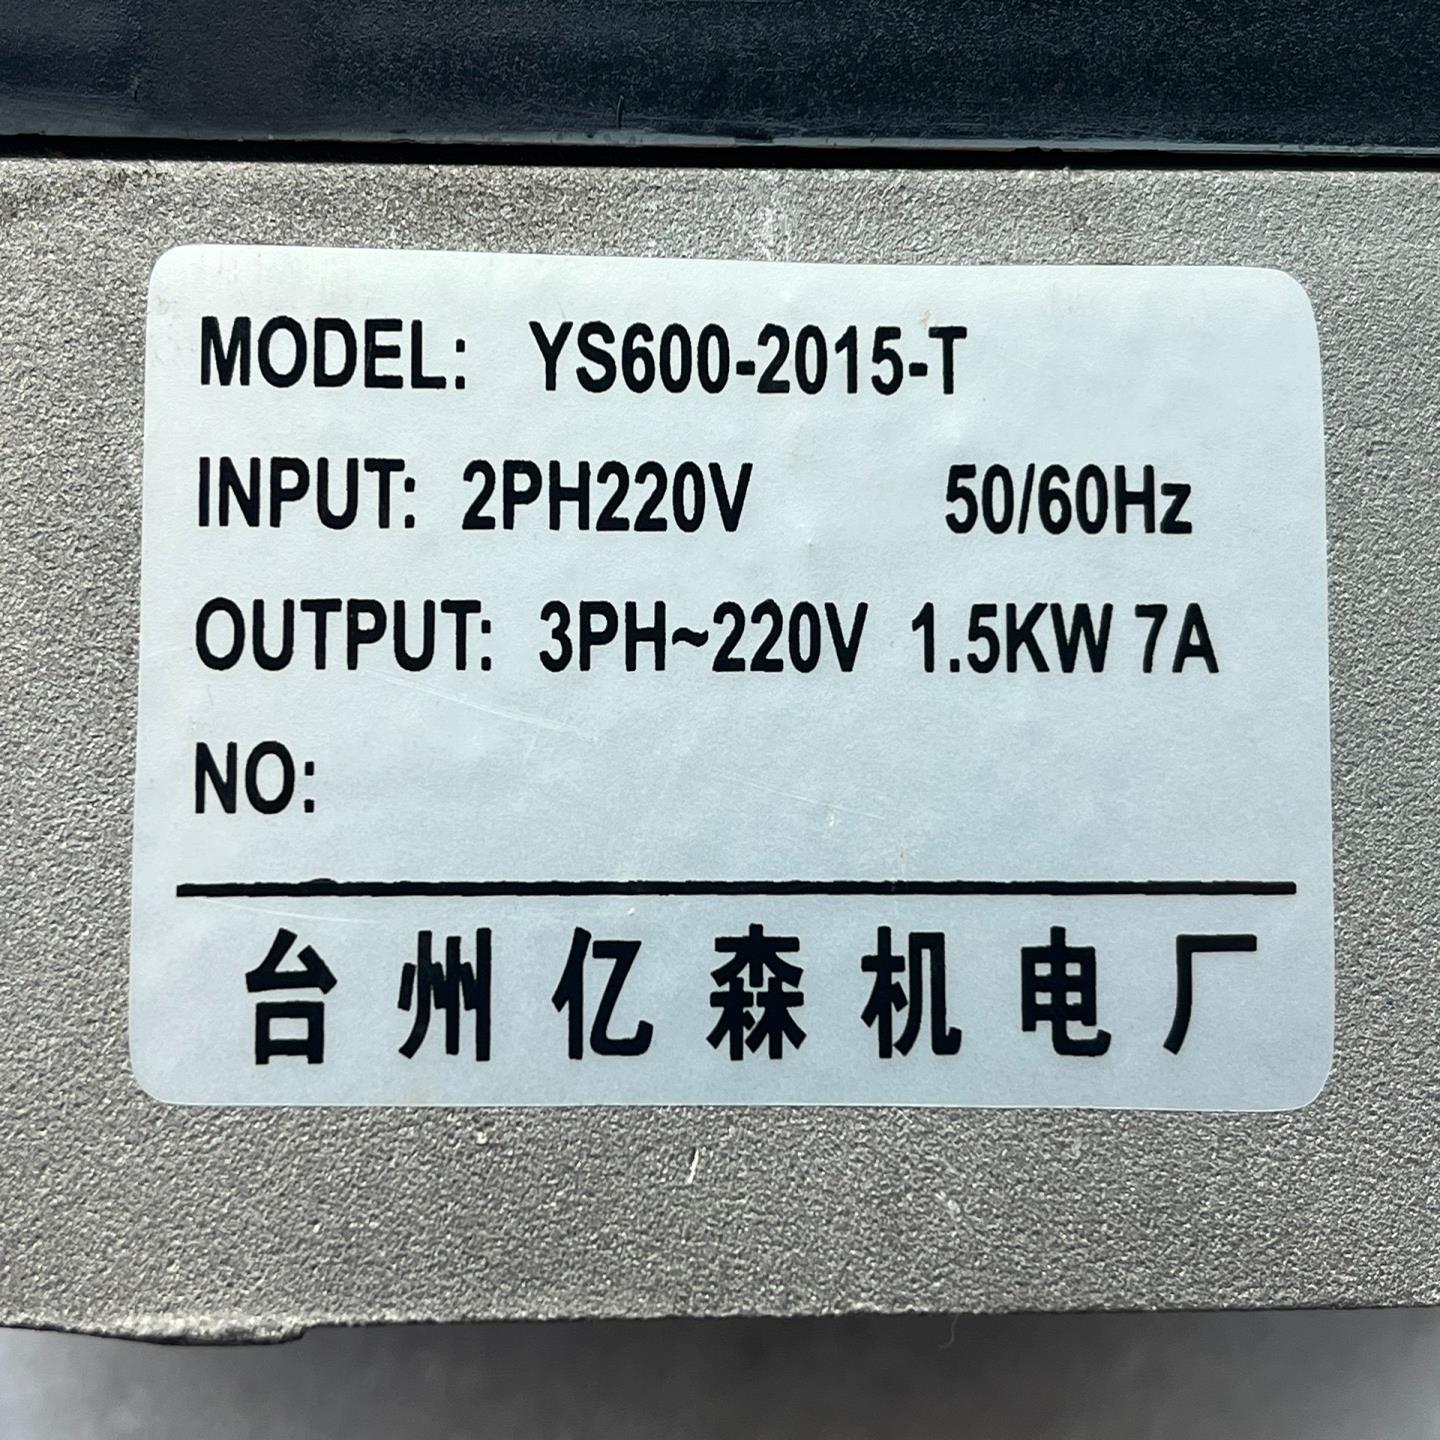 MODEL: YS600-2015-T
INPUT: 2PH220V 50/60Hz
OUTPUT: 3PH~220V 1.5KW 7A
NO:
台州亿森机电厂